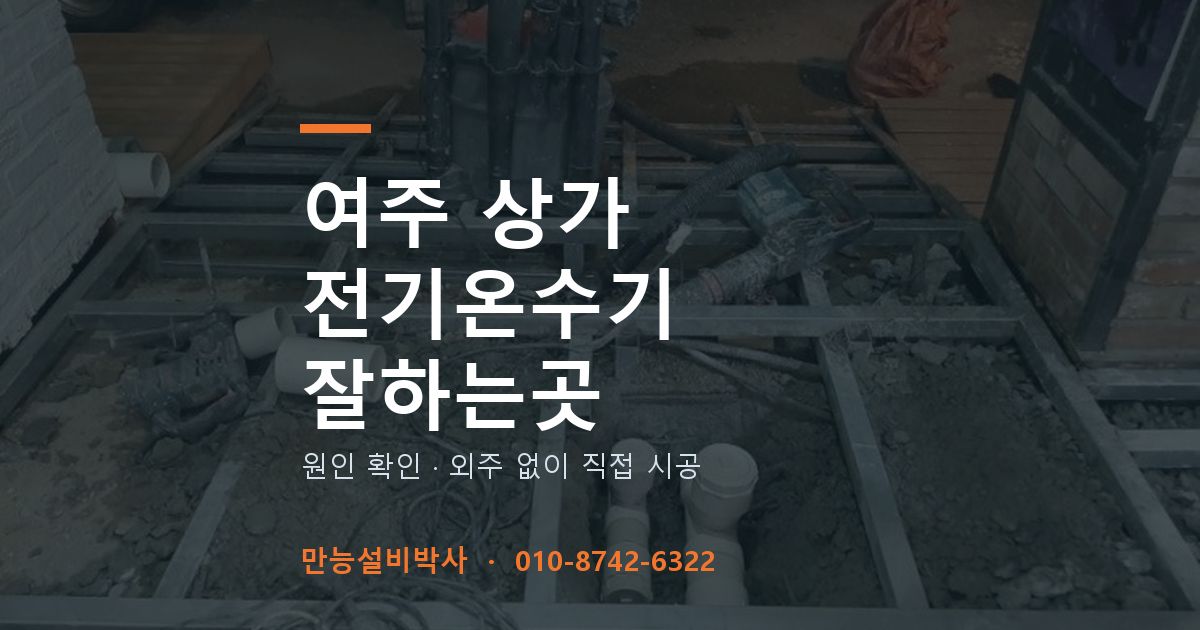 여주 상가
전기온수기
잘하는곳
원인 확인 · 외주 없이 직접 시공
만능설비박사 · 010-8742-6322